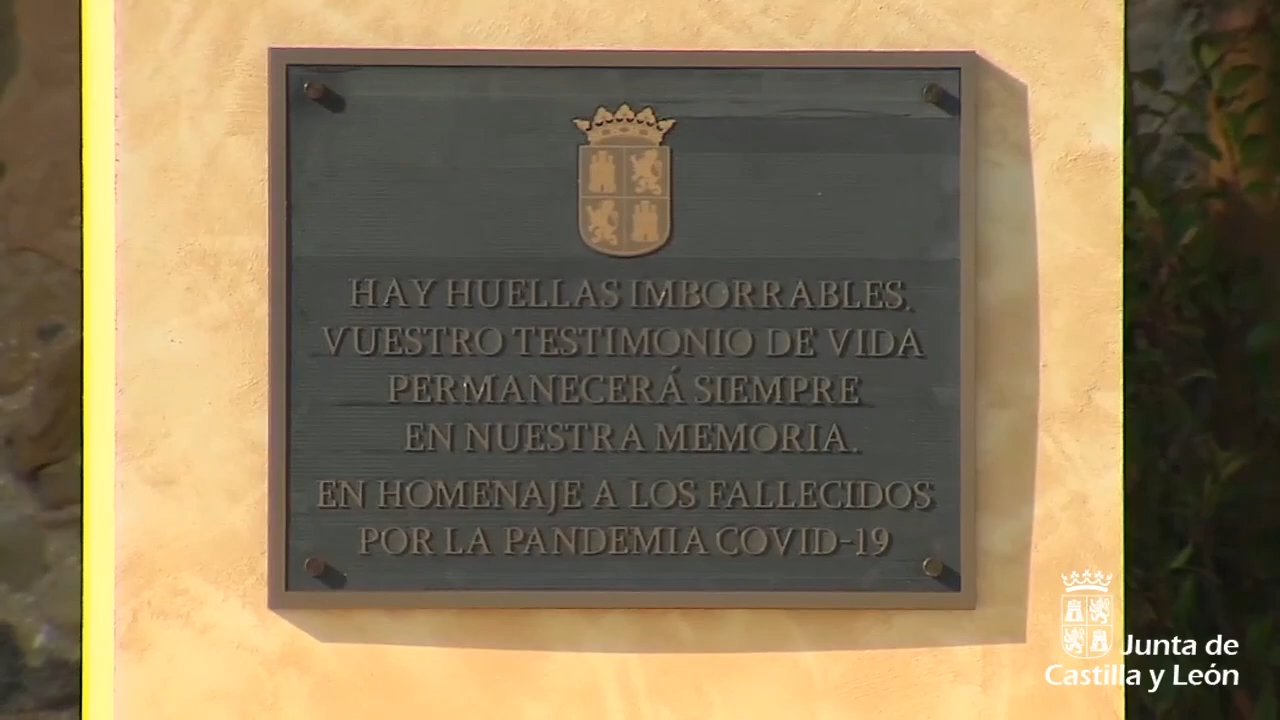 HAY HUELLAS IMBORRABLES,
VUESTRO TESTIMONIO DE VIDA
PERMANECERÁ SIEMPRE
EN NUESTRA MEMORIA.
EN HOMENAJE A LOS FALLECIDOS
POR LA PANDEMIA COVID-19
Junta de
Castilla y León